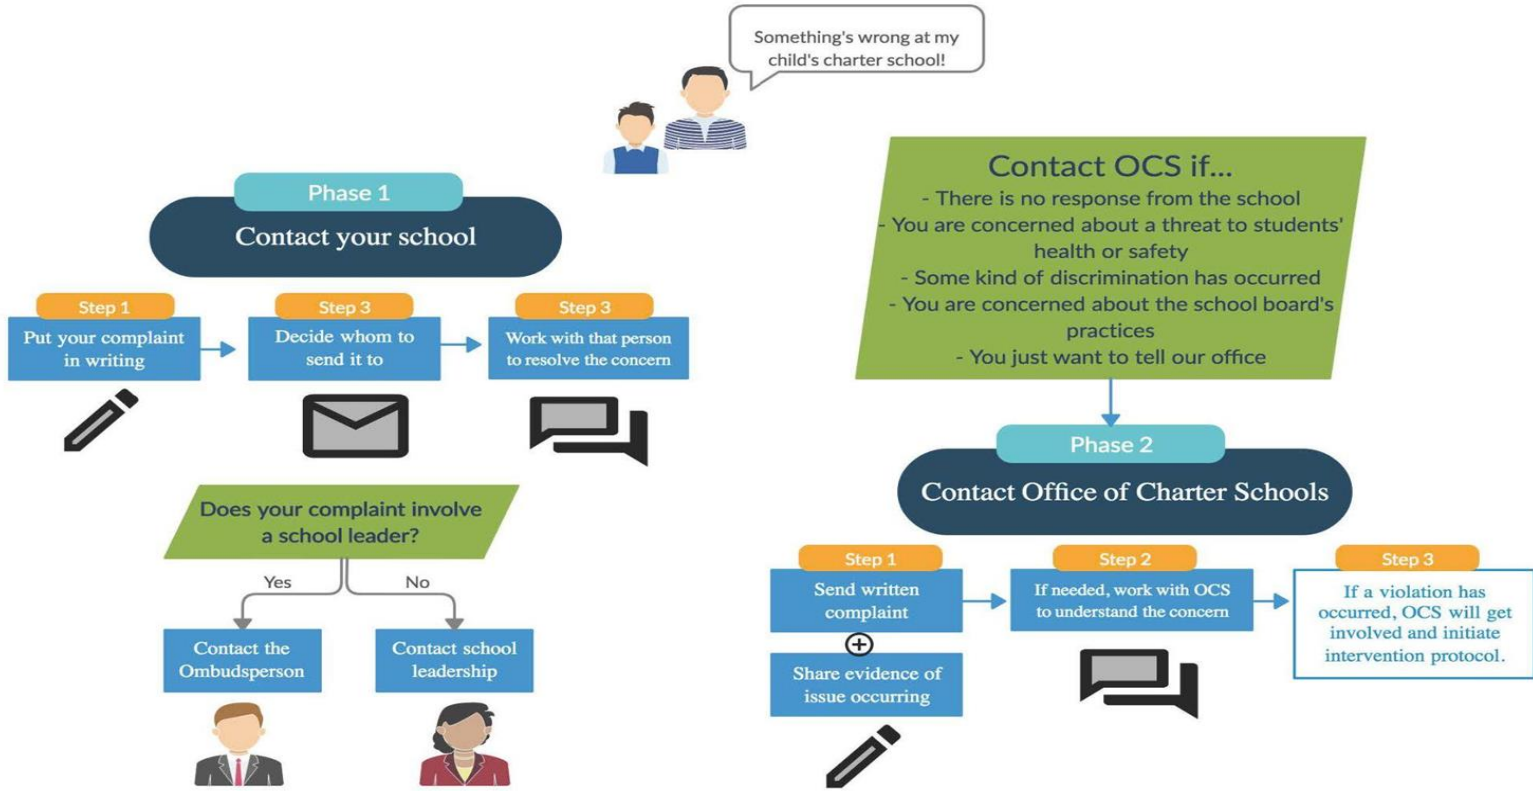 Something's wrong at my
child's charter school!
Phase 1
Contact your school
Step 1
Put your complaint
in writing
Step 3
Decide whom to
send it to
Step 3
Work with that person
to resolve the concern
Does your complaint involve
a school leader?
Yes
No
Contact the
Ombudsperson
Contact school
leadership
Contact OCS if...
- There is no response from the school
- You are concerned about a threat to students'
health or safety
- Some kind of discrimination has occurred
- You are concerned about the school board's
practices
- You just want to tell our office
Phase 2
Contact Office of Charter Schools
Step 1
Send written
complaint
Share evidence of
issue occurring
Step 2
If needed, work with OCS
to understand the concern
Step 3
If a violation has
occurred, OCS will get
involved and initiate
intervention protocol.